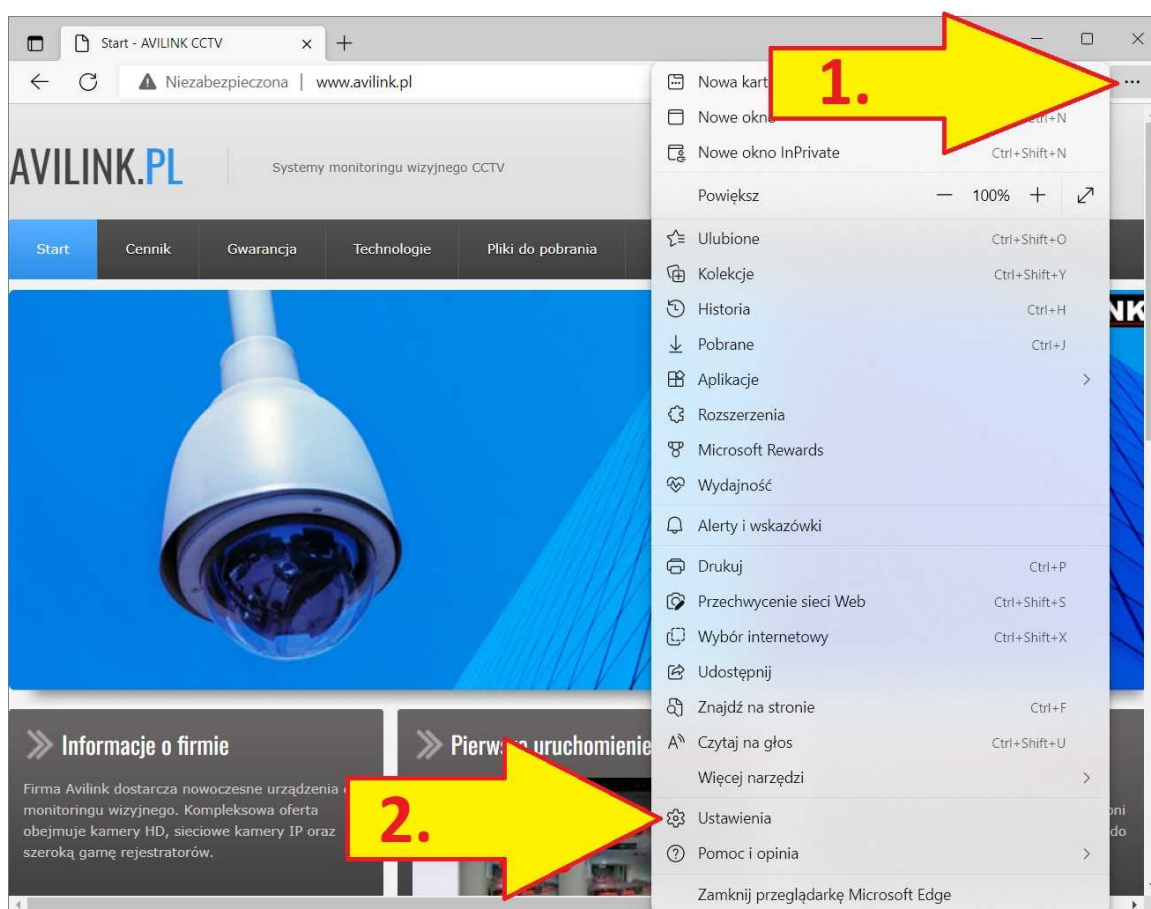 Start - AVILINK CCTV
Niezabezpieczona | www.avilink.pl
1.
AVILINK.PL
Systemy monitoringu wizyjnego CCTV
Start Cennik Gwarancja Technologie Pliki do pobrania
Nowa kart
Nowe okno Ctrl+N
Nowe okno InPrivate Ctrl+Shift+N
Powiększ 100%
Ulubione Ctrl+Shift+O
Kolekcje Ctrl+Shift+Y
Historia Ctrl+H
Pobrane Ctrl+J
Aplikacje
Rozszerzenia
Microsoft Rewards
Wydajność
Alerty i wskazówki
Drukuj Ctrl+P
Przechwycenie sieci Web Ctrl+Shift+S
Wybór internetowy Ctrl+Shift+X
Udostępnij
Znajdź na stronie Ctrl+F
Czytaj na głos Ctrl+Shift+U
Więcej narzędzi
Ustawienia
Pomoc i opinia
Zamknij przeglądarkę Microsoft Edge
NK
Informacje o firmie
Firma Avilink dostarcza nowoczesne urządzenia
monitoringu wizyjnego. Kompleksowa oferta
obejmuje kamery HD, sieciowe kamery IP oraz
szeroką gamę rejestratorów.
Pierwsze uruchomienie
2.
do